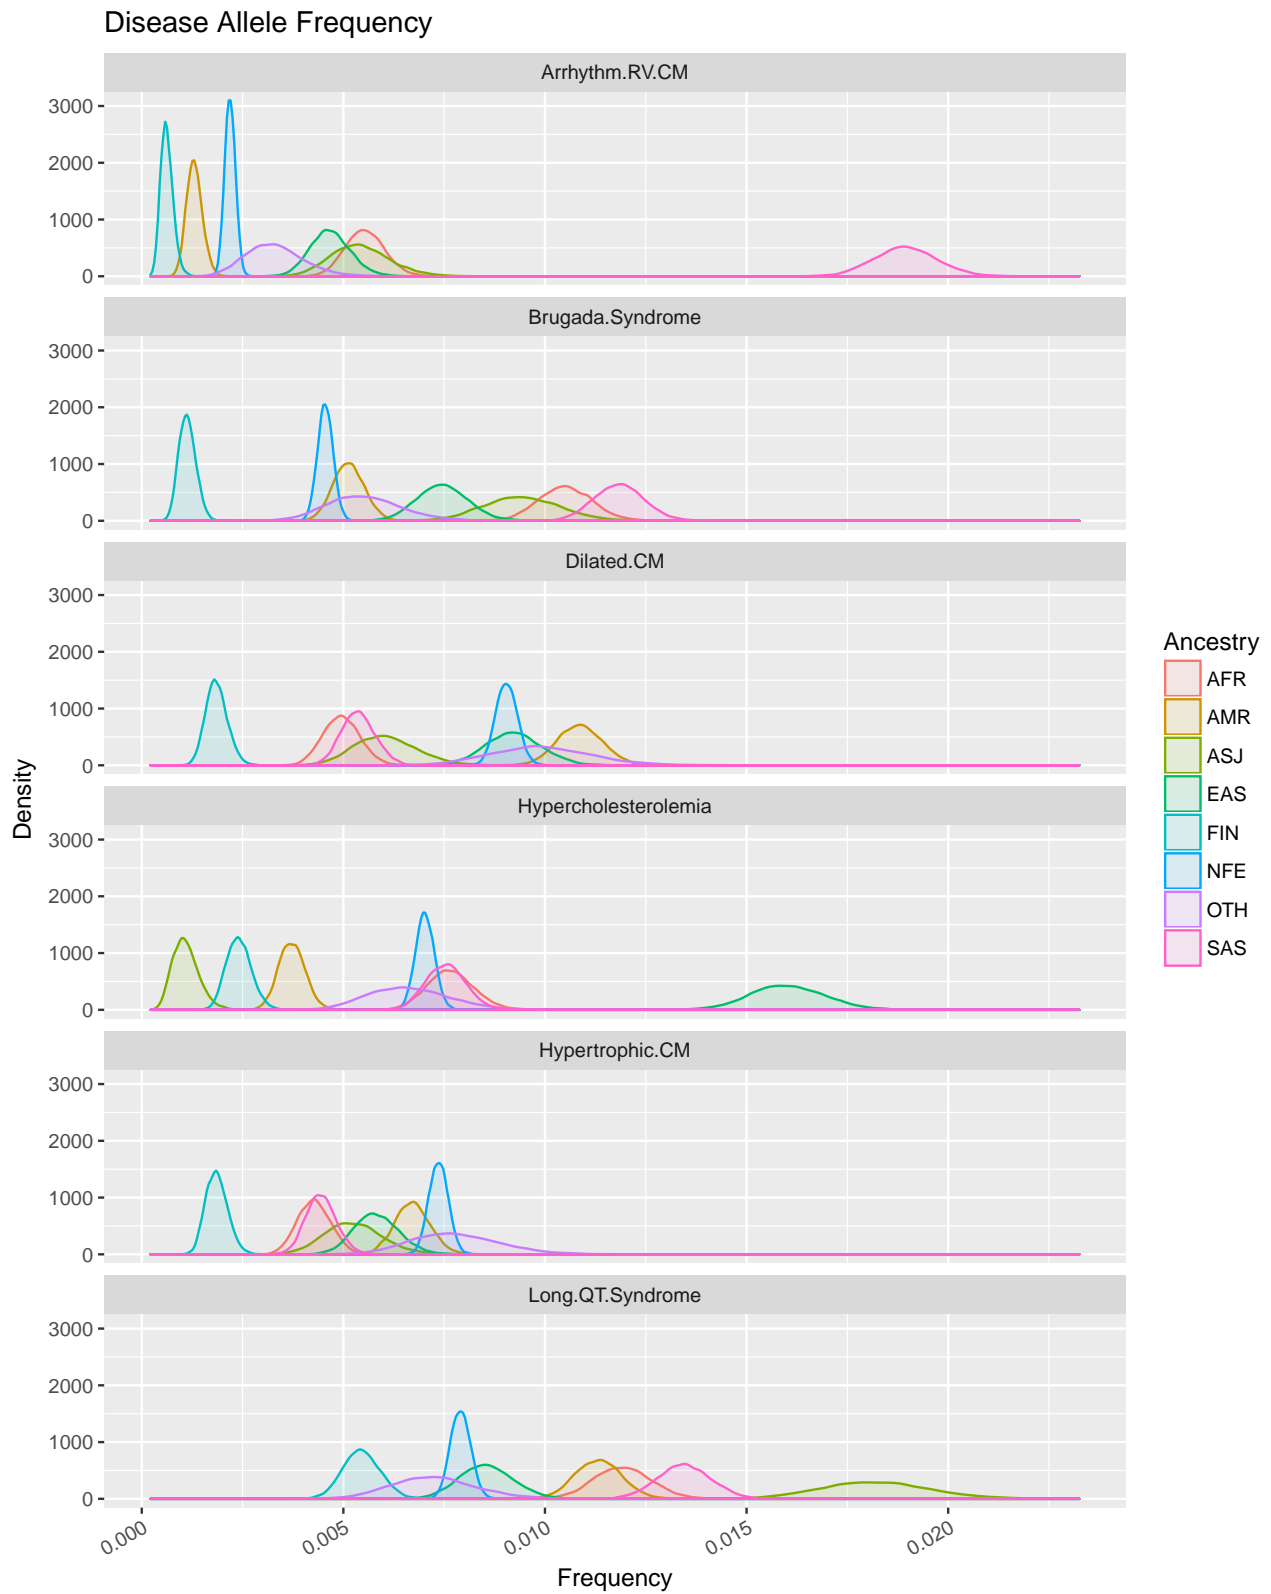 Disease Allele Frequency
Arrhythm.RV.CM
3000
2000
1000
0
Brugada.Syndrome
3000
2000
1000
0
Dilated.CM
3000
2000
1000
0
Hypercholesterolemia
3000
2000
1000
0
Hypertrophic.CM
3000
2000
1000
0
Long.QT.Syndrome
3000
2000
1000
0
0.000 0.005 0.010 0.015 0.020
Frequency
Density
Ancestry
AFR
AMR
ASJ
EAS
FIN
NFE
OTH
SAS